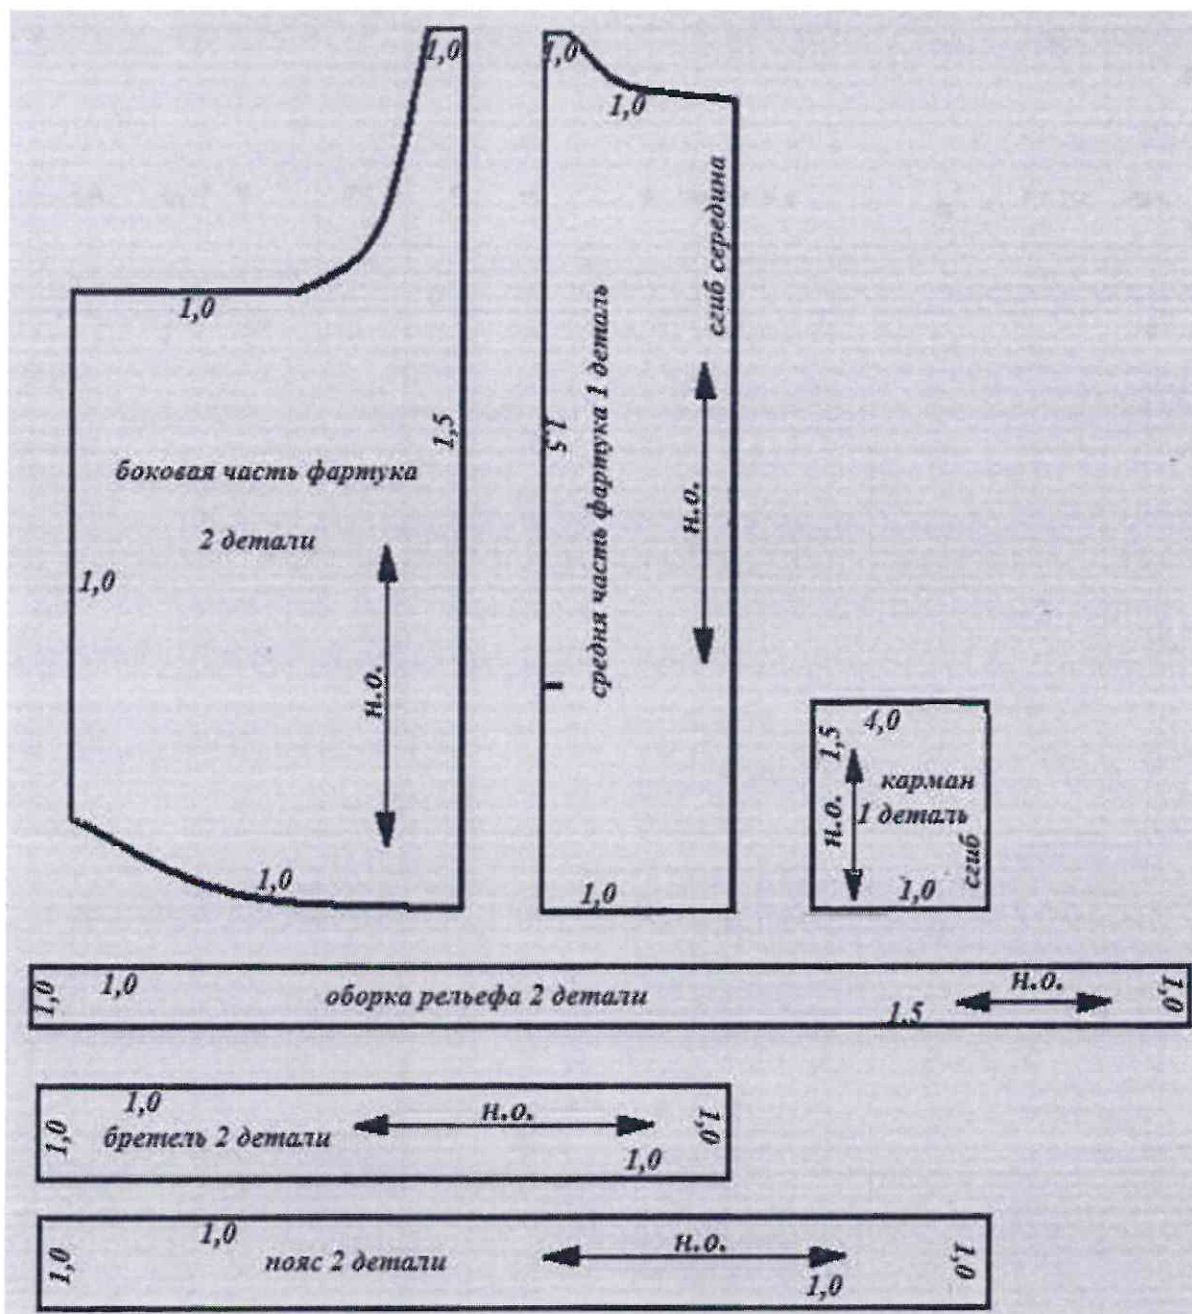 1,0
1,0
1,0
1,0
1,5
боковая часть фартука
2 детали
1,0
н.о.
1,0
1,0
1,0
сгиб середина
средня часть фартука 1 деталь
1,5
н.о.
1,0
4,0
1,5
карман
1 деталь
н.о.
сгиб
1,0
1,0
1,0
оборка рельефа 2 детали
н.о.
1,0
1.5
1,0
1,0
бретель 2 детали
н.о.
1,0
1,0
1,0
1,0
нояс 2 детали
н.о.
1,0
1,0